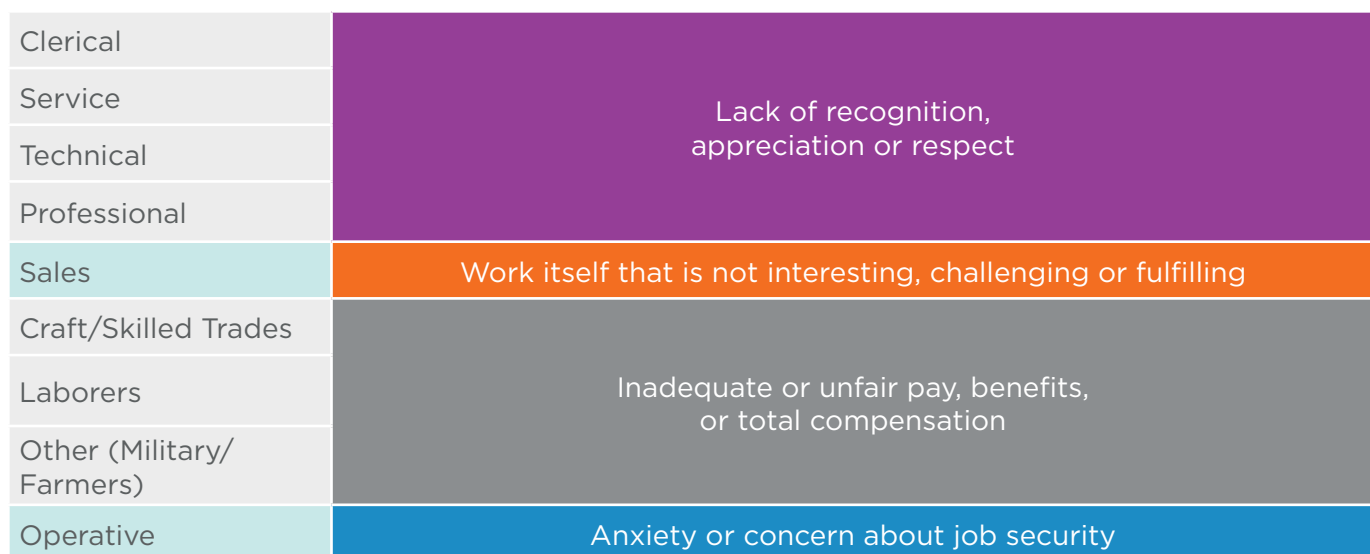 Clerical
Service
Lack of recognition,
appreciation or respect
Technical
Professional
Sales
Work itself that is not interesting, challenging or fulfilling
Craft/Skilled Trades
Laborers
Inadequate or unfair pay, benefits,
or total compensation
Other (Military/
Farmers)
Operative
Anxiety or concern about job security